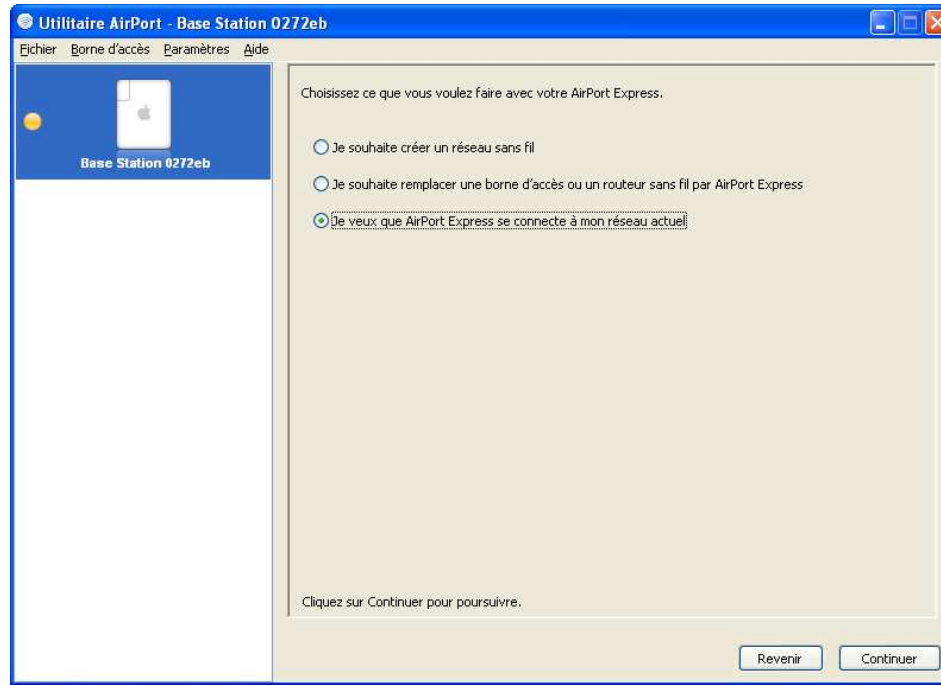 Utilitaire AirPort - Base Station 0272eb
Fichier Borne d'accès Paramètres Aide
Base Station 0272eb
Choisissez ce que vous voulez faire avec votre AirPort Express.
Je souhaite créer un réseau sans fil
Je souhaite remplacer une borne d'accès ou un routeur sans fil par AirPort Express
Je veux que AirPort Express se connecte à mon réseau actuel
Cliquez sur Continuer pour poursuivre.
Revenir Continuer